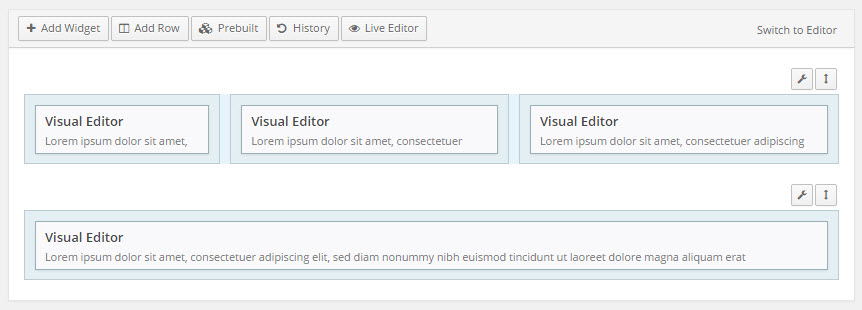 Add Widget Add Row Prebuilt History Live Editor Switch to Editor
Visual Editor Visual Editor Visual Editor
Lorem ipsum dolor sit amet, Lorem ipsum dolor sit amet, consectetuer Lorem ipsum dolor sit amet, consectetuer adipiscing
Visual Editor
Lorem ipsum dolor sit amet, consectetuer adipiscing elit, sed diam nonummy nibh euismod tincidunt ut laoreet dolore magna aliquam erat